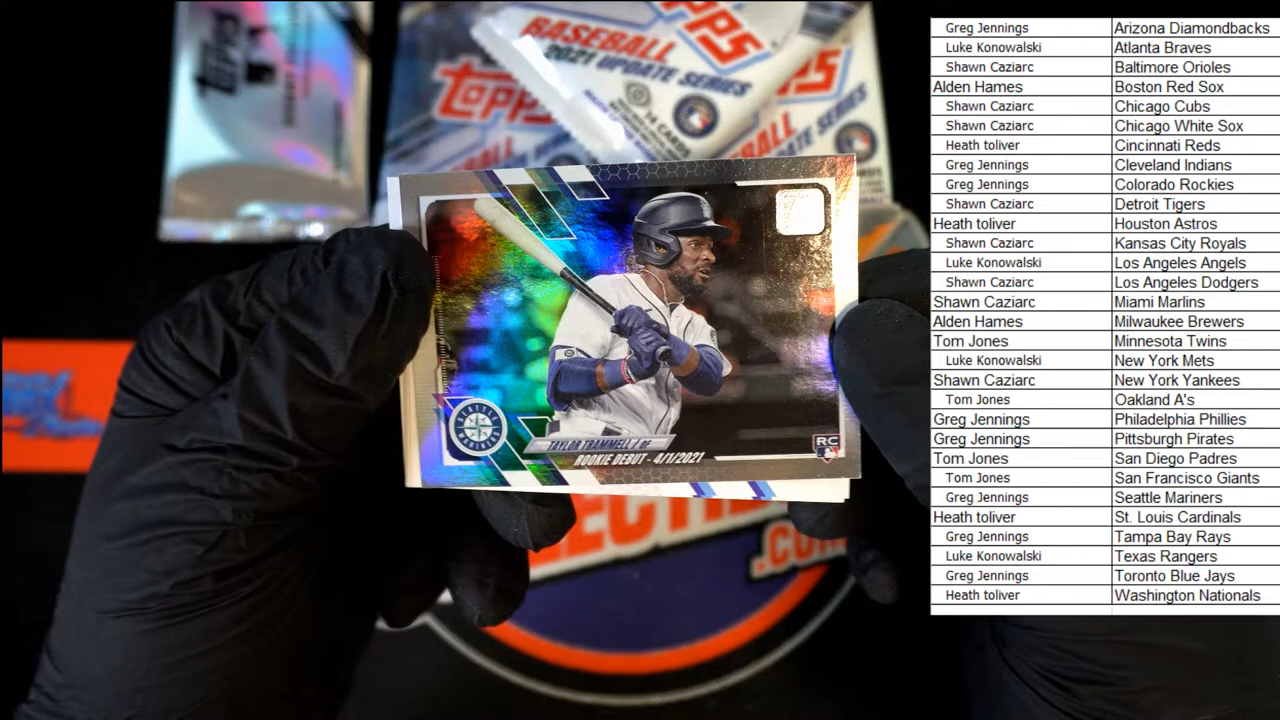 TOPPS
BASEBALL
2021 UPDATE SERIES
14 CARDS
TOPPS
TAYLOR TRAMMELL / OF
ROOKIE DEBUT - 4/1/2021
RC
SEATTLE
MARINERS
.COM
Greg Jennings Arizona Diamondbacks
Luke Konowalski Atlanta Braves
Shawn Caziarc Baltimore Orioles
Alden Hames Boston Red Sox
Shawn Caziarc Chicago Cubs
Shawn Caziarc Chicago White Sox
Heath toliver Cincinnati Reds
Greg Jennings Cleveland Indians
Greg Jennings Colorado Rockies
Shawn Caziarc Detroit Tigers
Heath toliver Houston Astros
Shawn Caziarc Kansas City Royals
Luke Konowalski Los Angeles Angels
Shawn Caziarc Los Angeles Dodgers
Shawn Caziarc Miami Marlins
Alden Hames Milwaukee Brewers
Tom Jones Minnesota Twins
Luke Konowalski New York Mets
Shawn Caziarc New York Yankees
Tom Jones Oakland A's
Greg Jennings Philadelphia Phillies
Greg Jennings Pittsburgh Pirates
Tom Jones San Diego Padres
Tom Jones San Francisco Giants
Greg Jennings Seattle Mariners
Heath toliver St. Louis Cardinals
Greg Jennings Tampa Bay Rays
Luke Konowalski Texas Rangers
Greg Jennings Toronto Blue Jays
Heath toliver Washington Nationals